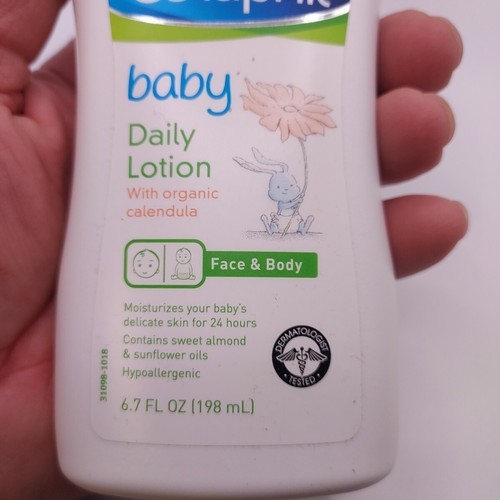 baby
Daily
Lotion
With organic
calendula
Face & Body
Moisturizes your baby's
delicate skin for 24 hours
Contains sweet almond
& sunflower oils
Hypoallergenic
DERMATOLOGIST
• TESTED •
31098-1018
6.7 FL OZ (198 mL)